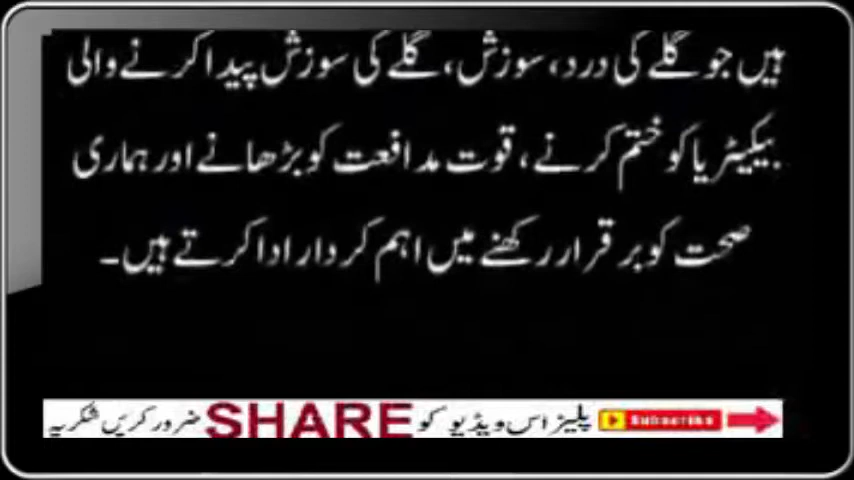 ہیں جو گلے کی درد، سوزش، گلے کی سوزش پیدا کرنے والی
بیکیٹریا کو ختم کرنے، قوت مدافعت کو بڑھانے اور ہماری
صحت کو برقرار رکھنے میں اہم کردار ادا کرتے ہیں۔
پلیز اس ویڈیو کو SHARE ضرور کریں شکریہ
Subscribe